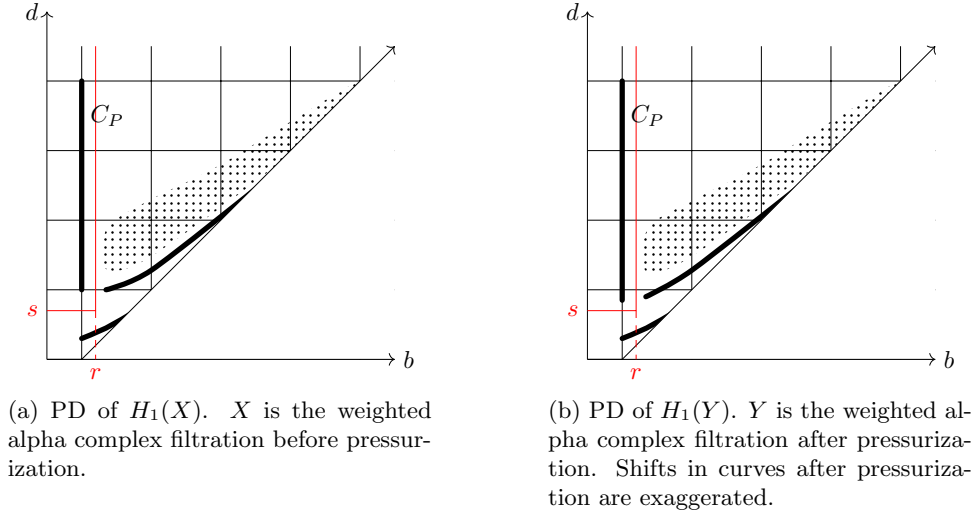 d
C_P
s
r
b
d
C_P
s
r
b
(a) PD of H_1(X). X is the weighted
alpha complex filtration before pressur-
ization.
(b) PD of H_1(Y). Y is the weighted al-
pha complex filtration after pressuriza-
tion. Shifts in curves after pressuriza-
tion are exaggerated.